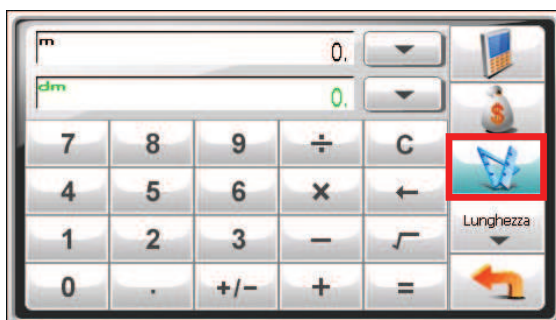 m 0.
dm 0.
7 8 9 ÷ C
4 5 6 × ← Lunghezza
1 2 3 − √
0 . +/− + =
$